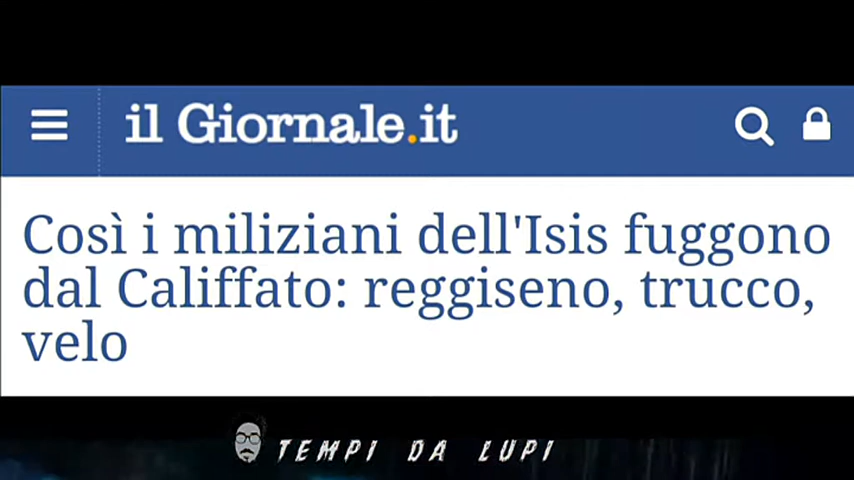 il Giornale.it
Così i miliziani dell'Isis fuggono
dal Califfato: reggiseno, trucco,
velo
TEMPI DA LUPI